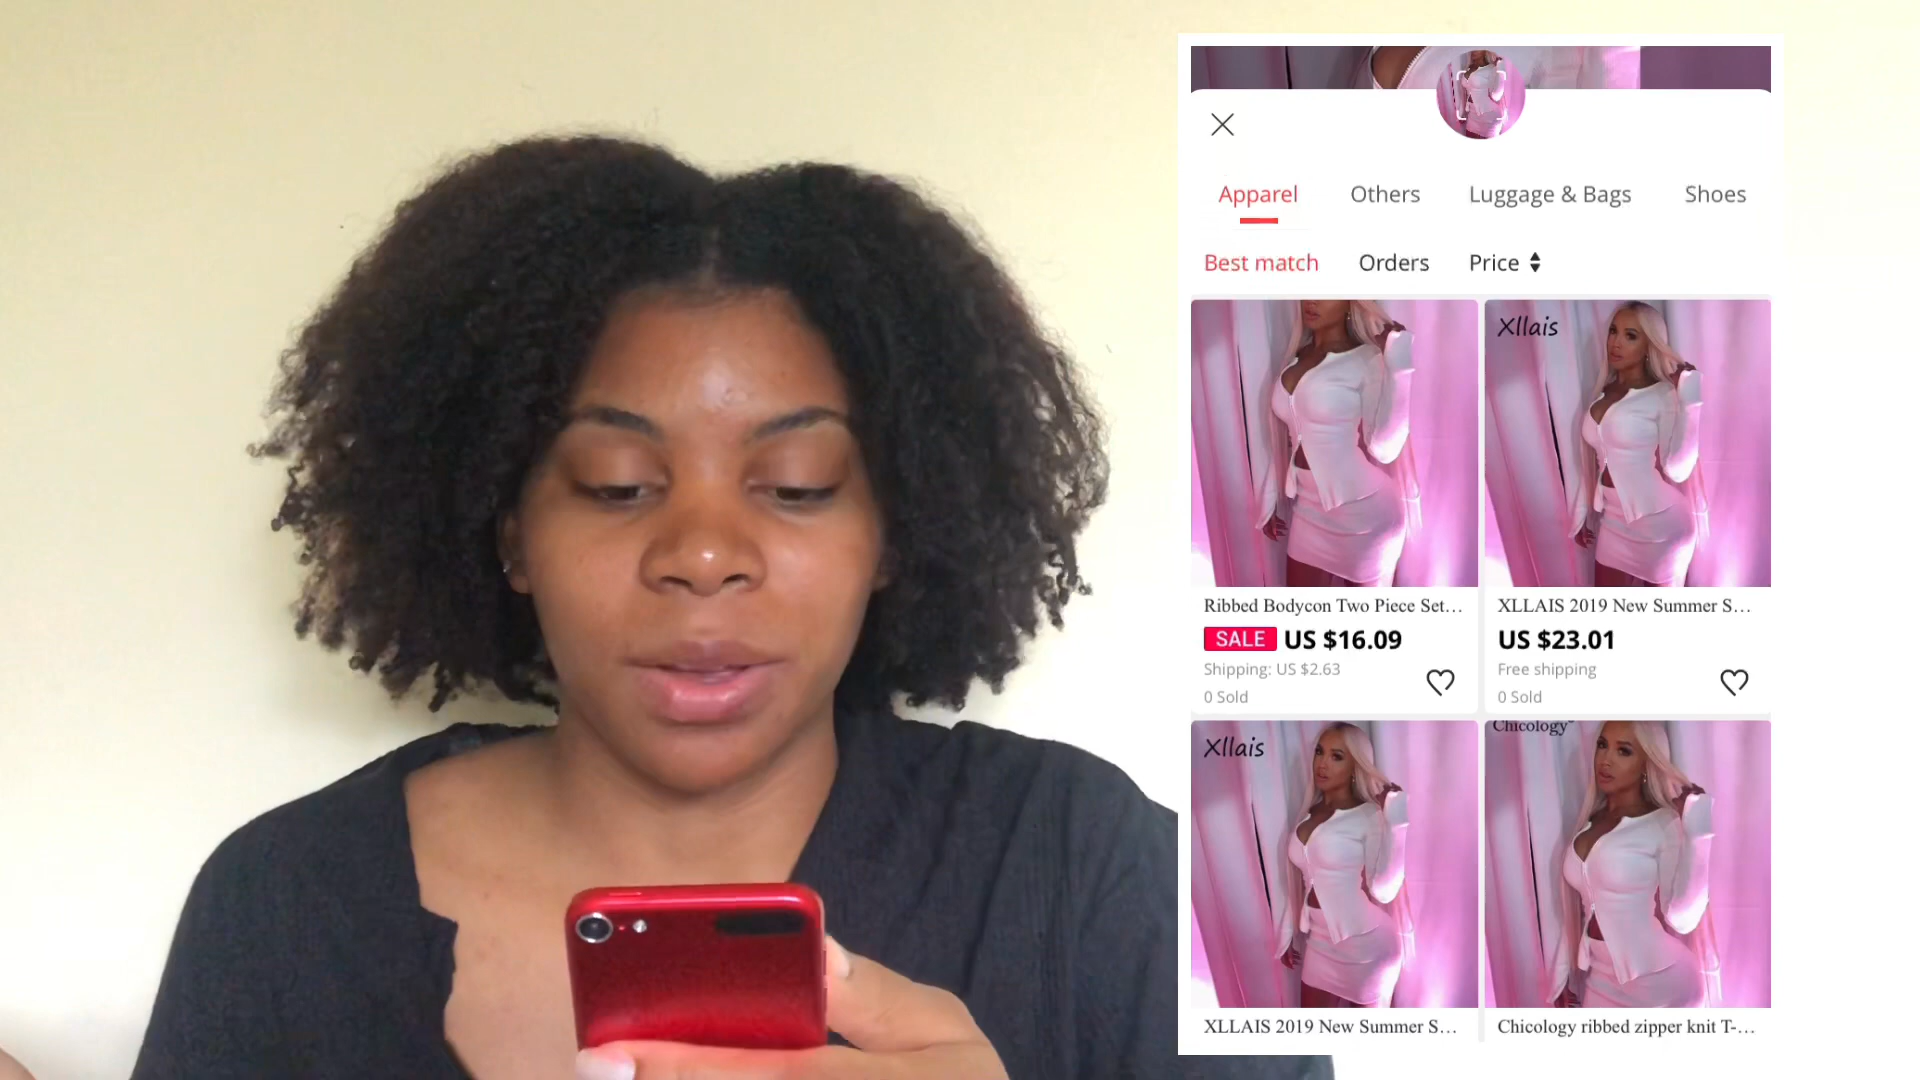 Apparel Others Luggage & Bags Shoes
Best match Orders Price
Xllais
Ribbed Bodycon Two Piece Set...
SALE US $16.09
Shipping: US $2.63
0 Sold
XLLAIS 2019 New Summer S...
US $23.01
Free shipping
0 Sold
Xllais
XLLAIS 2019 New Summer S...
Chicology
Chicology ribbed zipper knit T-...